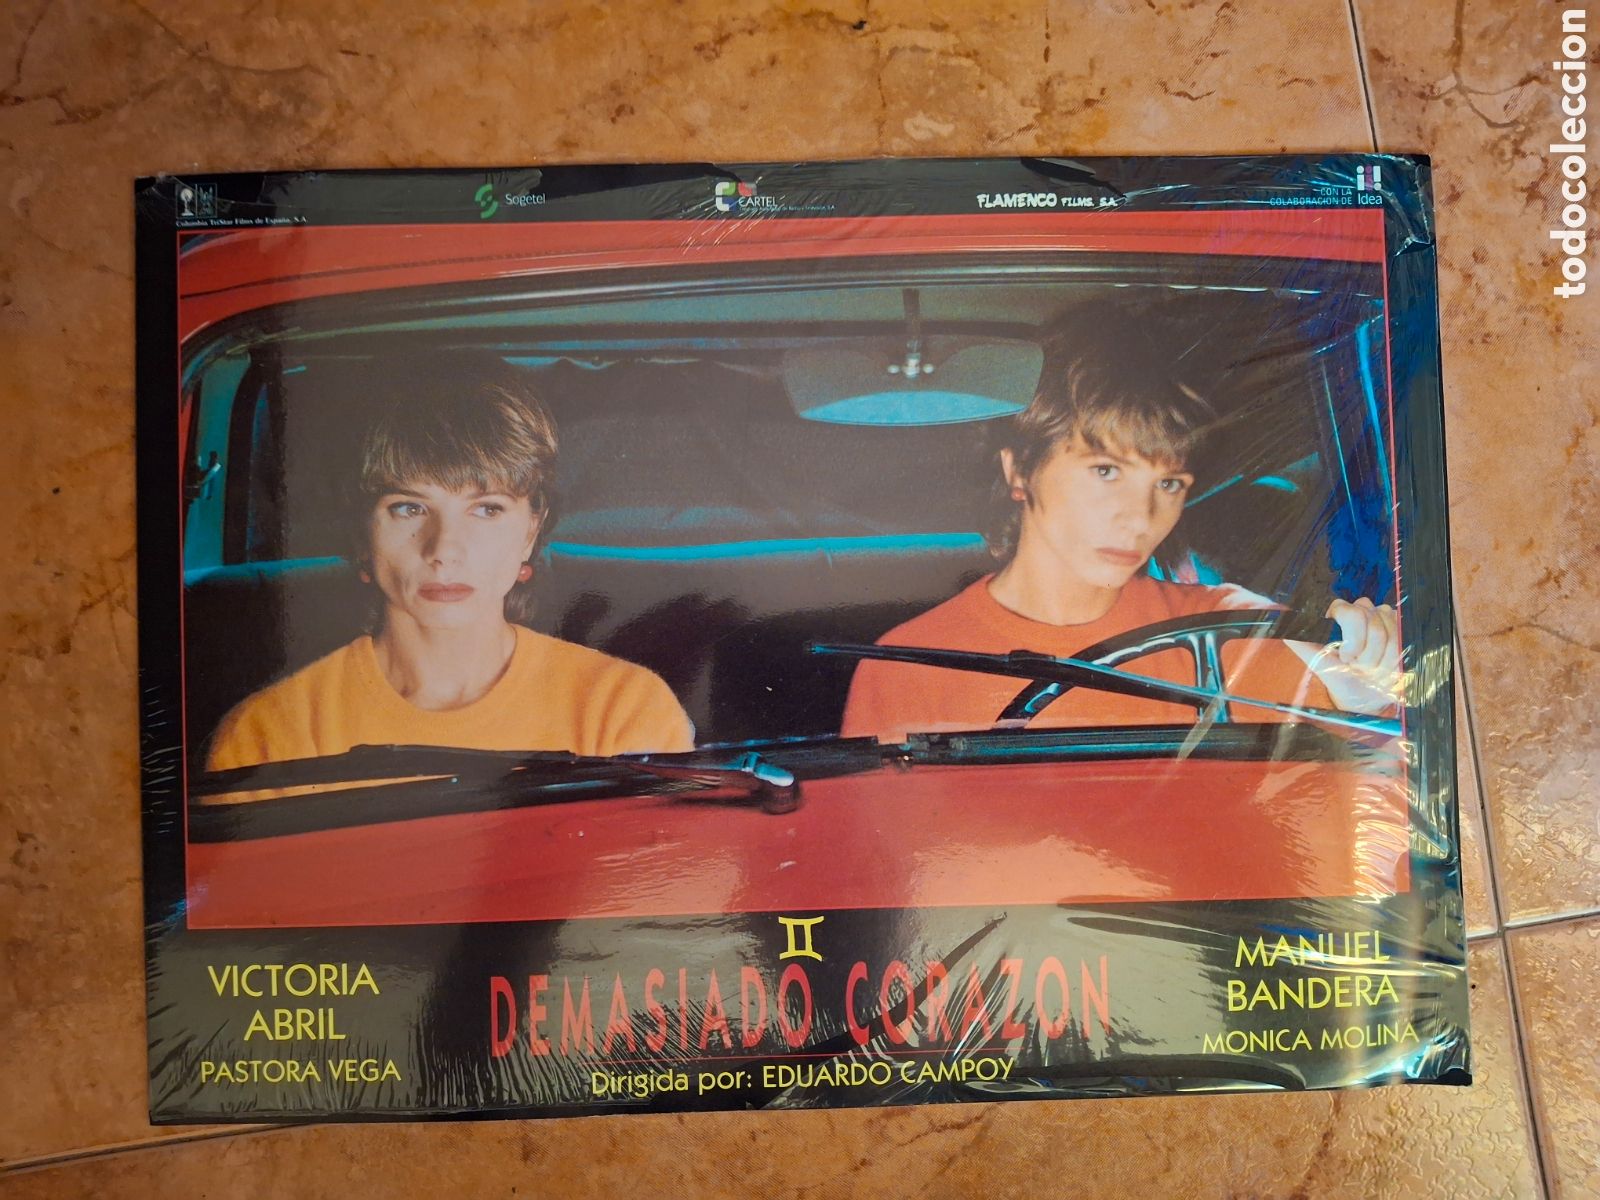 Columbia TriStar Films de España, S.A.
Sogetel
CARTEL
FLAMENCO FILMS, S.A.
CON LA
COLABORACION DE Idea
todocoleccion
II
VICTORIA
ABRIL
PASTORA VEGA
DEMASIADO CORAZON
Dirigida por: EDUARDO CAMPOY
MANUEL
BANDERA
MONICA MOLINA